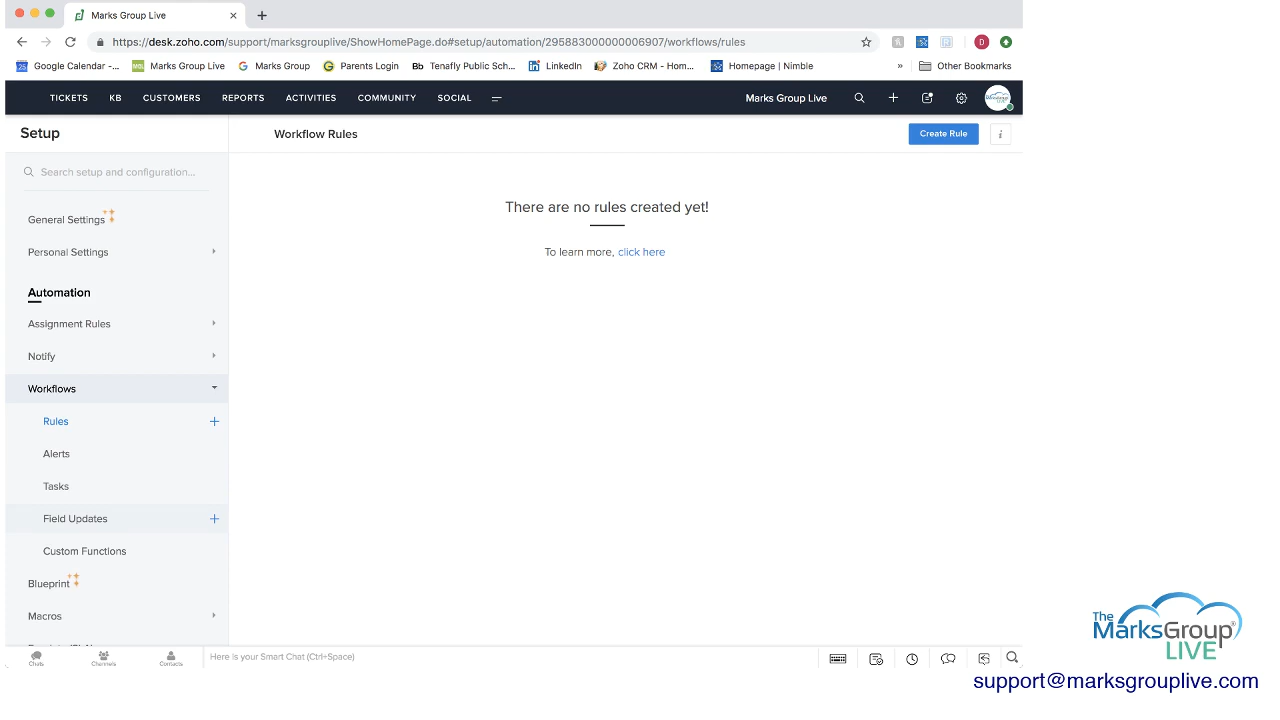 Marks Group Live
https://desk.zoho.com/support/marksgrouplive/ShowHomePage.do#setup/automation/295883000000006907/workflows/rules
D
Google Calendar -... Marks Group Live Marks Group Parents Login Bb Tenafly Public Sch... LinkedIn Zoho CRM - Hom... Homepage | Nimble » Other Bookmarks
TICKETS KB CUSTOMERS REPORTS ACTIVITIES COMMUNITY SOCIAL Marks Group Live
Setup
Workflow Rules
Create Rule
i
Search setup and configuration...
General Settings
Personal Settings
Automation
Assignment Rules
Notify
Workflows
Rules
Alerts
Tasks
Field Updates
Custom Functions
Blueprint
Macros
There are no rules created yet!
To learn more, click here
Chats Channels Contacts
Here is your Smart Chat (Ctrl+Space)
The
MarksGroup®
LIVE
support@marksgrouplive.com